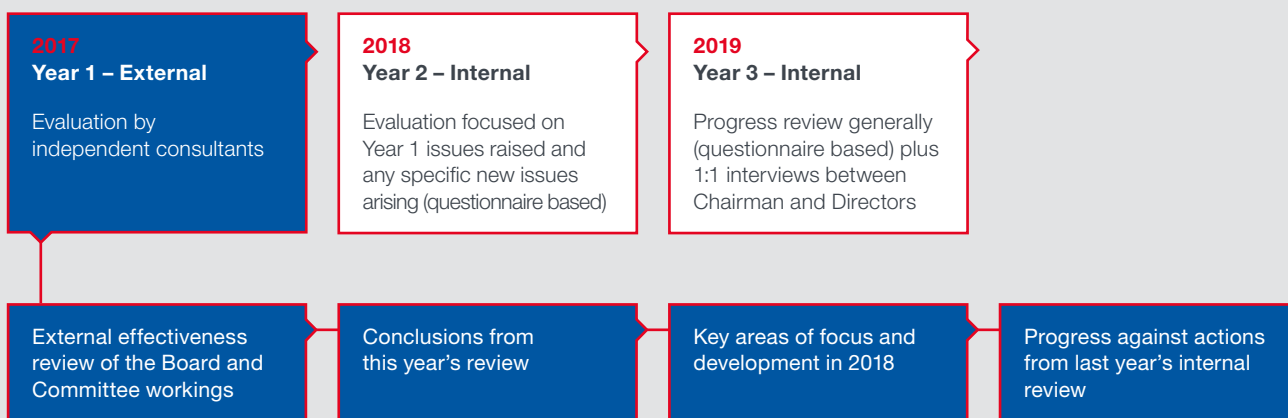 2017
Year 1 – External
Evaluation by
independent consultants
2018
Year 2 – Internal
Evaluation focused on
Year 1 issues raised and
any specific new issues
arising (questionnaire based)
2019
Year 3 – Internal
Progress review generally
(questionnaire based) plus
1:1 interviews between
Chairman and Directors
External effectiveness
review of the Board and
Committee workings
Conclusions from
this year’s review
Key areas of focus and
development in 2018
Progress against actions
from last year’s internal
review